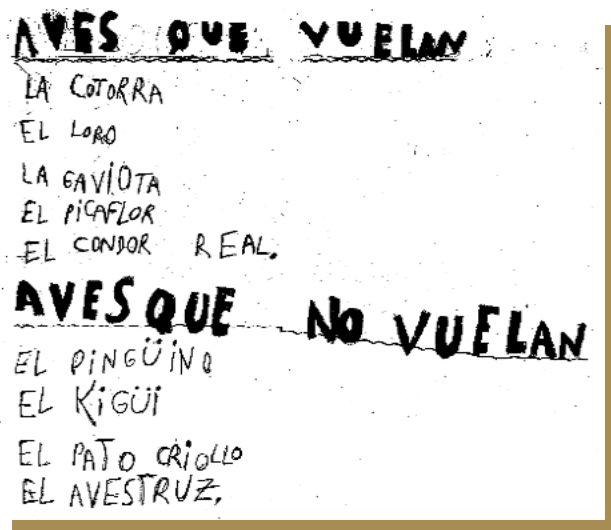 AVES QUE VUELAN
LA COTORRA
EL LORO
LA GAVIOTA
EL PICAFLOR
EL CONDOR REAL.
AVES QUE NO VUELAN
EL PINGÜINO
EL KIGÜI
EL PATO CRIOLLO
EL AVESTRUZ.